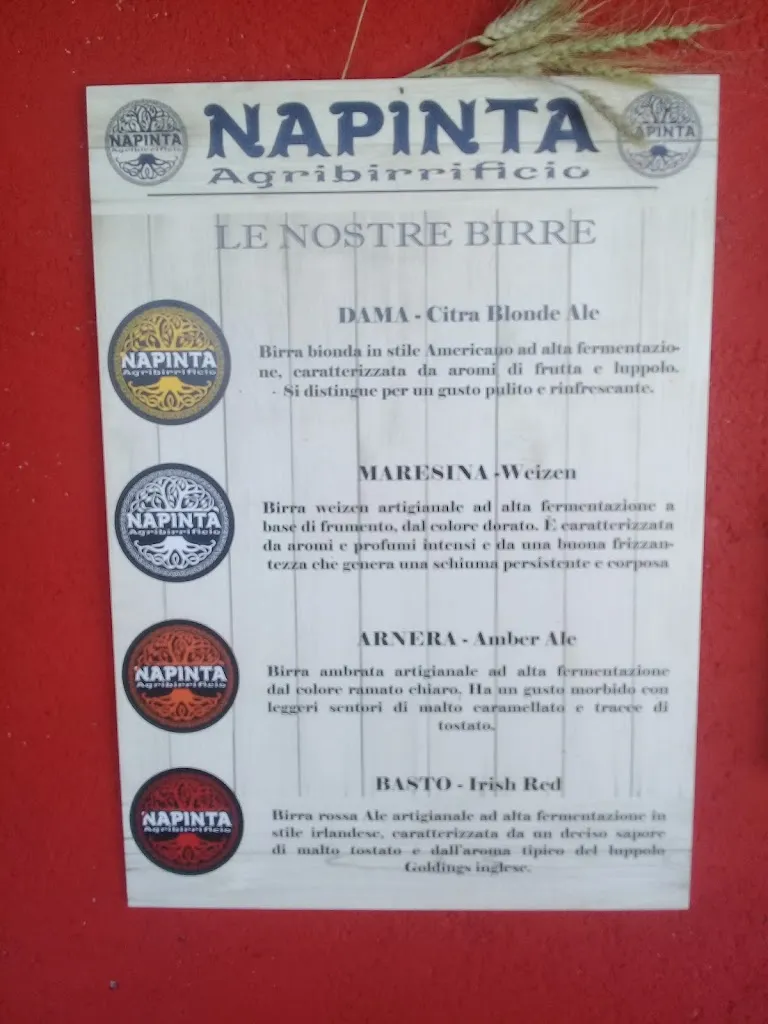 NAPINTA
NAPINTA
NAPINTA
Agribirrificio
LE NOSTRE BIRRE
DAMA - Citra Blonde Ale
NAPINTA
Agribirrificio
Birra bionda in stile Americano ad alta fermentazio-
ne, caratterizzata da aromi di frutta e luppolo.
Si distingue per un gusto pulito e rinfrescante.
MARESINA -Weizen
NAPINTA
Agribirrificio
Birra weizen artigianale ad alta fermentazione a
base di frumento, dal colore dorato. È caratterizzata
da aromi e profumi intensi e da una buona frizzan-
tezza che genera una schiuma persistente e corposa
ARNERA - Amber Ale
NAPINTA
Agribirrificio
Birra ambrata artigianale ad alta fermentazione
dal colore ramato chiaro. Ha un gusto morbido con
leggeri sentori di malto caramellato e tracce di
tostato.
BASTO - Irish Red
NAPINTA
Agribirrificio
Birra rossa Ale artigianale ad alta fermentazione in
stile irlandese, caratterizzata da un deciso sapore
di malto tostato e dall'aroma tipico del luppolo
Goldings inglese.